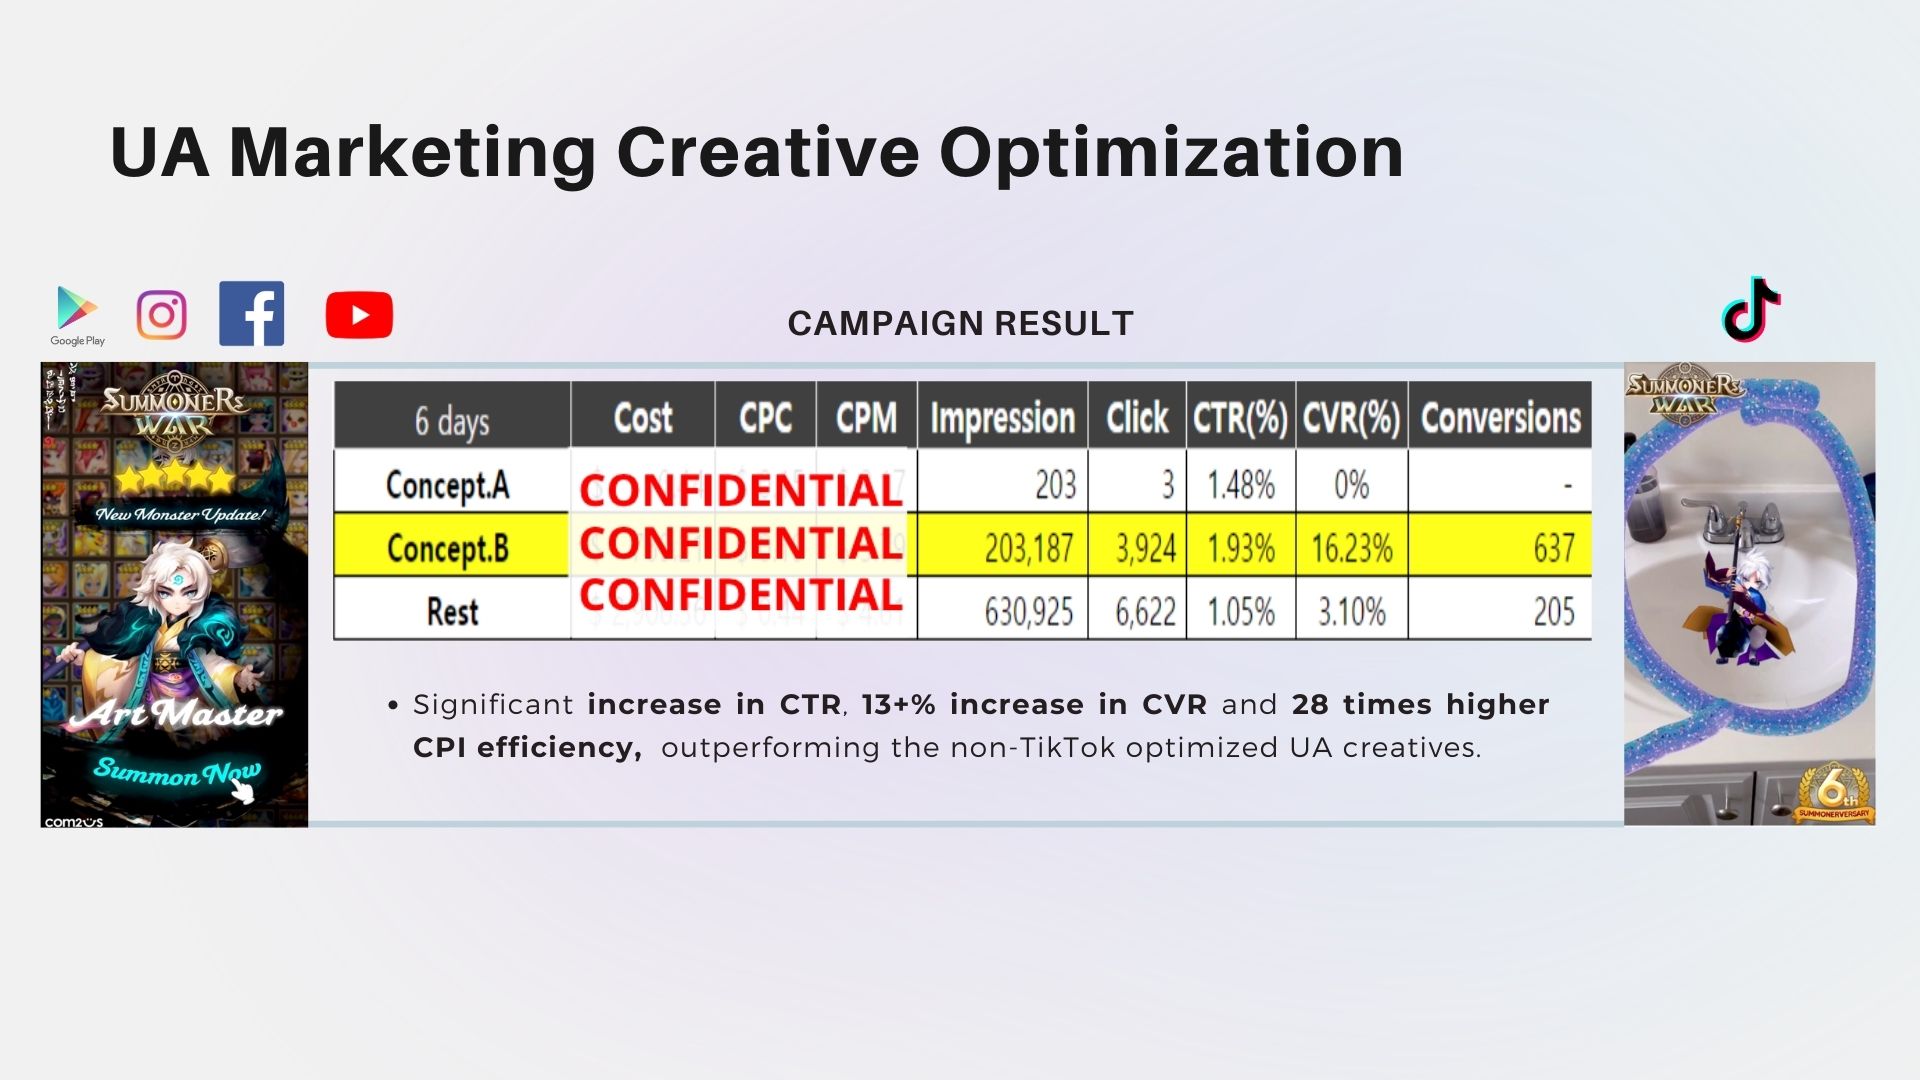 UA Marketing Creative Optimization
Google Play
CAMPAIGN RESULT
SUMMONERS
WAR
New Monster Update!
Art Master
Summon Now
COM2US
6 days Cost CPC CPM Impression Click CTR(%) CVR(%) Conversions
Concept.A CONFIDENTIAL 203 3 1.48% 0% -
Concept.B CONFIDENTIAL 203,187 3,924 1.93% 16.23% 637
Rest CONFIDENTIAL 630,925 6,622 1.05% 3.10% 205
• Significant increase in CTR, 13+% increase in CVR and 28 times higher
CPI efficiency, outperforming the non-TikTok optimized UA creatives.
SUMMONERS
WAR
6th
SUMMONERVERSARY